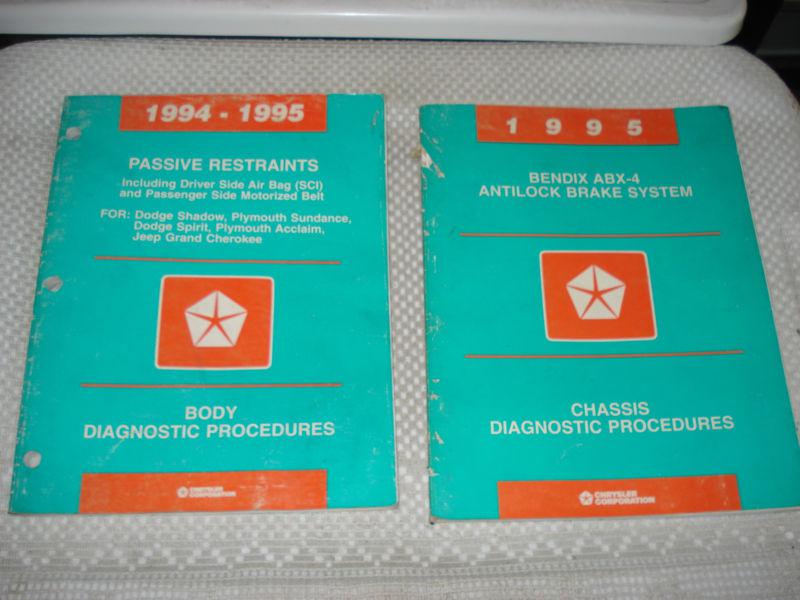 1994 - 1995
PASSIVE RESTRAINTS
Including Driver Side Air Bag (SCI)
and Passenger Side Motorized Belt
FOR: Dodge Shadow, Plymouth Sundance,
Dodge Spirit, Plymouth Acclaim,
Jeep Grand Cherokee
BODY
DIAGNOSTIC PROCEDURES
CHRYSLER
CORPORATION
1 9 9 5
BENDIX ABX-4
ANTILOCK BRAKE SYSTEM
CHASSIS
DIAGNOSTIC PROCEDURES
CHRYSLER
CORPORATION